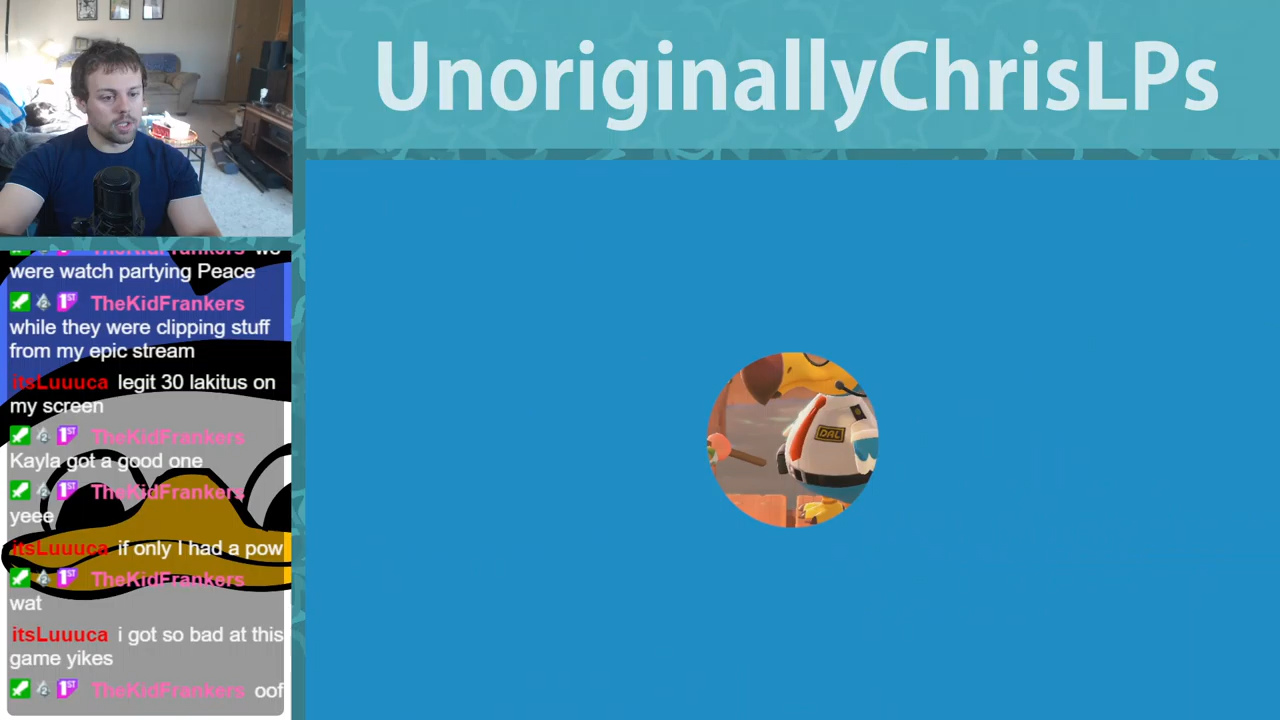 UnoriginallyChrisLPs
TheKidFrankers we
were watch partying Peace
TheKidFrankers
while they were clipping stuff
from my epic stream
itsLuuuca legit 30 lakitus on
my screen
TheKidFrankers
Kayla got a good one
TheKidFrankers
yeee
itsLuuuca if only I had a pow
TheKidFrankers
wat
itsLuuuca i got so bad at this
game yikes
TheKidFrankers oof
DAL